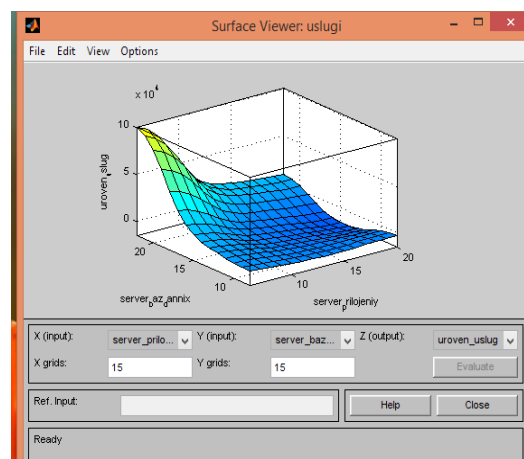 Surface Viewer: uslugi
File Edit View Options
x 10⁶
10
5
0
uroven_uslug
20
15
10
server_baz_dannix
10
15
20
server_prilojeniy
X (input): server_prilo... Y (input): server_baz... Z (output): uroven_uslug
X grids: 15 Y grids: 15 Evaluate
Ref. Input: Help Close
Ready